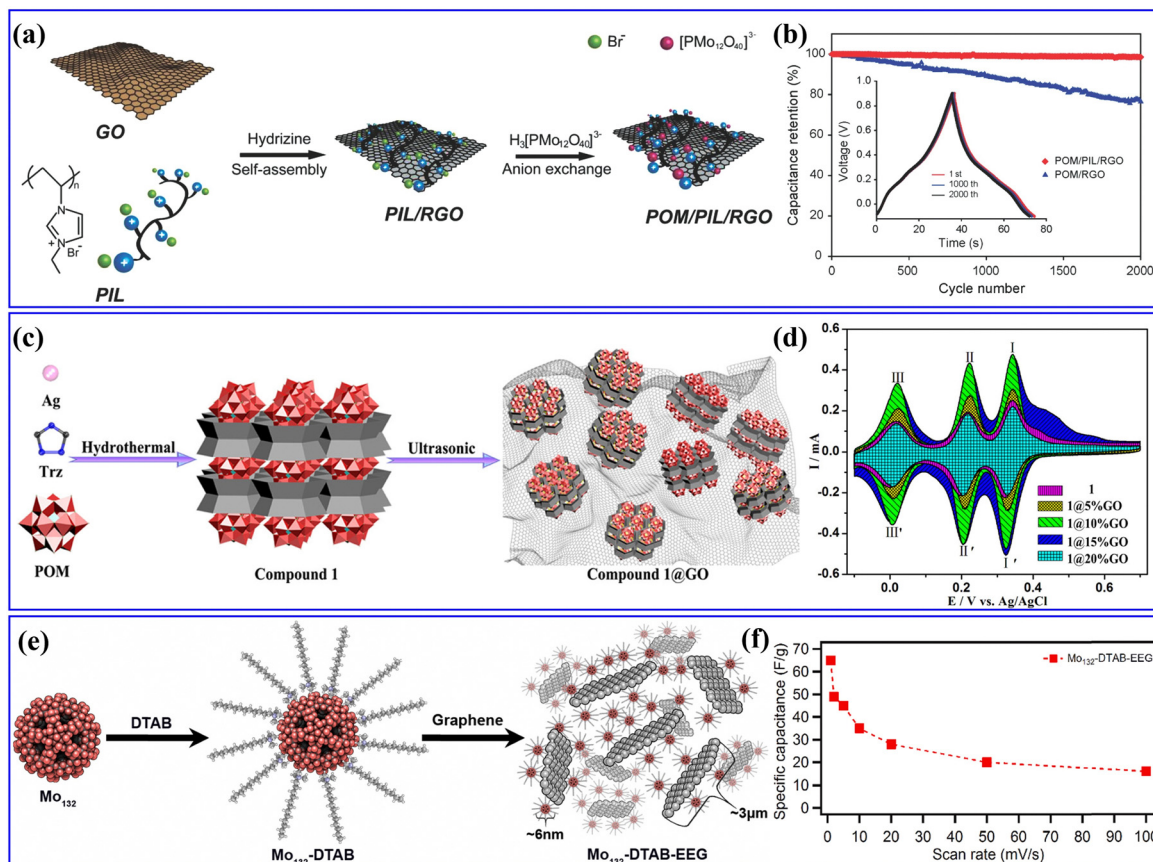 (a)
GO
PIL
n
N
N
+
Br-
Hydrizine
Self-assembly
PIL/RGO
Br-
[PMo12O40]3-
H3[PMo12O40]3-
Anion exchange
POM/PIL/RGO
(b)
Capacitance retention (%)
100
80
60
40
20
0
0 500 1000 1500 2000
Cycle number
Voltage (V)
1.0
0.8
0.6
0.4
0.2
0.0
0 20 40 60 80
Time (s)
1 st
1000 th
2000 th
POM/PIL/RGO
POM/RGO
(c)
Ag
Trz
POM
Hydrothermal
Compound 1
Ultrasonic
Compound 1@GO
(d)
I / mA
0.6
0.4
0.2
0.0
-0.2
-0.4
-0.6
III
II
I
III'
II'
I'
1
1@5%GO
1@10%GO
1@15%GO
1@20%GO
0.0 0.2 0.4 0.6
E / V vs. Ag/AgCl
(e)
Mo132
DTAB
Mo132-DTAB
Graphene
~6nm
~3μm
Mo132-DTAB-EEG
(f)
Specific capacitance (F/g)
80
70
60
50
40
30
20
10
0
Mo132-DTAB-EEG
0 10 20 30 40 50 60 70 80 90 100
Scan rate (mV/s)